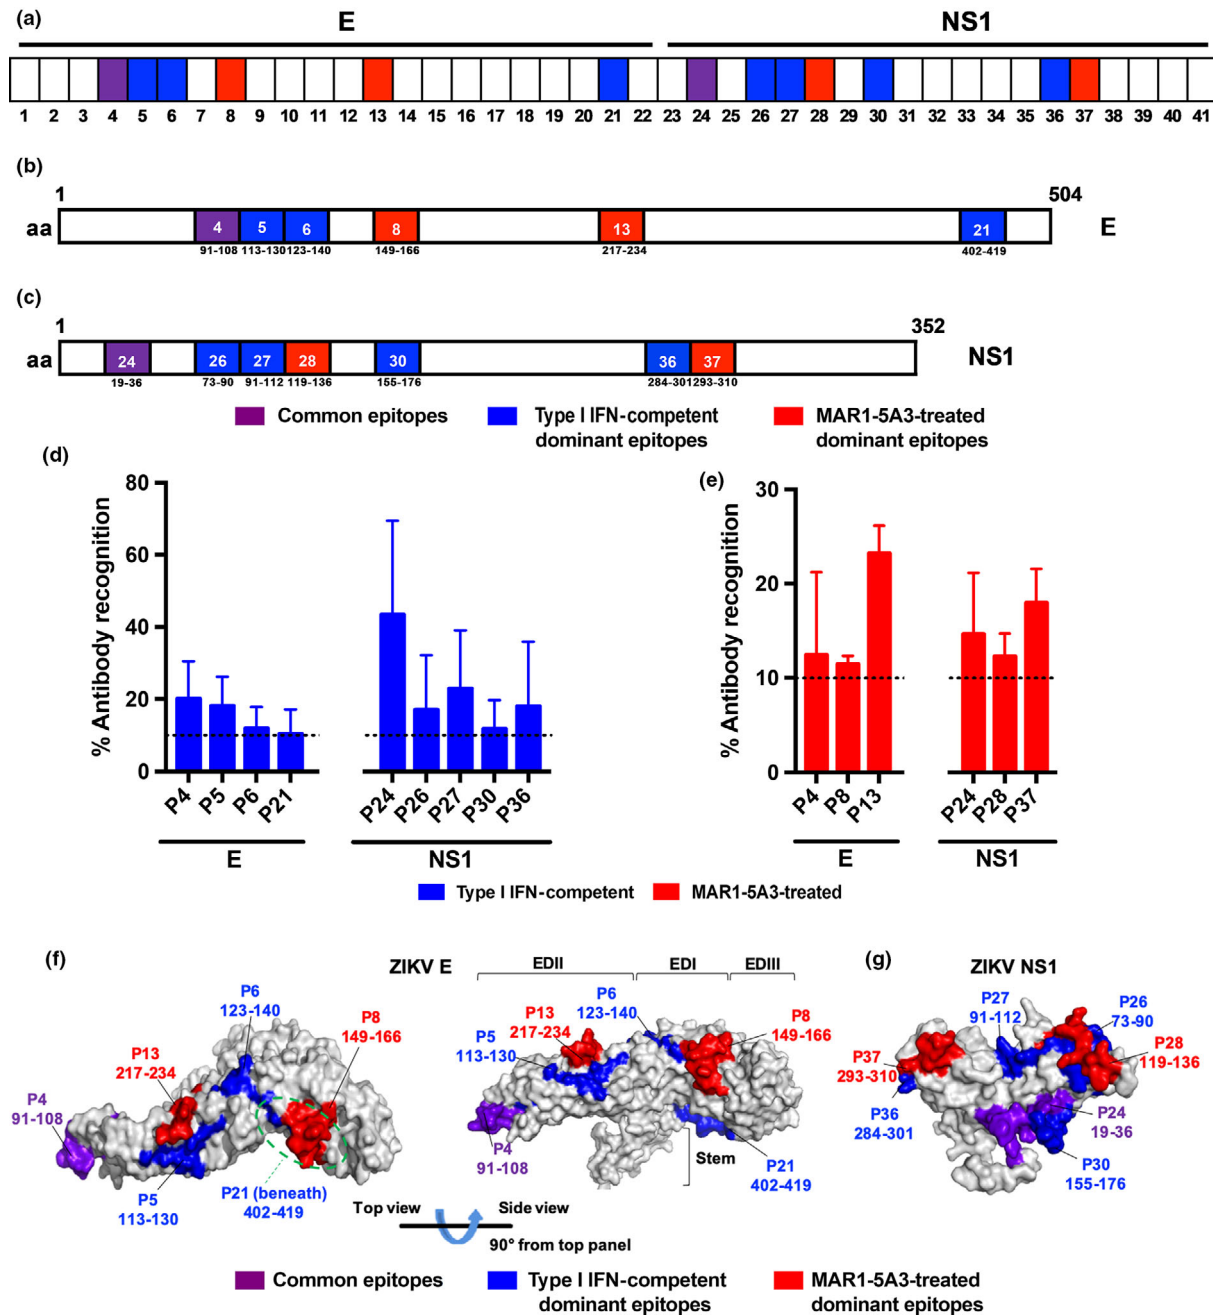 (a)
E
NS1
1 2 3 4 5 6 7 8 9 10 11 12 13 14 15 16 17 18 19 20 21 22 23 24 25 26 27 28 29 30 31 32 33 34 35 36 37 38 39 40 41
(b)
1
504
aa
4 5 6 8 13 21
E
91-108 113-130 123-140 149-166 217-234 402-419
(c)
1
352
aa
24 26 27 28 30 36 37
NS1
19-36 73-90 91-112 119-136 155-176 284-301 293-310
Common epitopes
Type I IFN-competent
dominant epitopes
MAR1-5A3-treated
dominant epitopes
(d)
% Antibody recognition
80
60
40
20
0
P4 P5 P6 P21
P24 P26 P27 P30 P36
E
NS1
(e)
% Antibody recognition
30
20
10
0
P4 P8 P13
P24 P28 P37
E
NS1
Type I IFN-competent
MAR1-5A3-treated
(f)
ZIKV E
P6
123-140
P8
149-166
P13
217-234
P4
91-108
P5
113-130
P21 (beneath)
402-419
Top view
Side view
90° from top panel
EDII
EDI
EDIII
P6
123-140
P13
217-234
P5
113-130
P8
149-166
P4
91-108
Stem
P21
402-419
(g)
ZIKV NS1
P27
91-112
P26
73-90
P28
119-136
P37
293-310
P36
284-301
P24
19-36
P30
155-176
Common epitopes
Type I IFN-competent
dominant epitopes
MAR1-5A3-treated
dominant epitopes